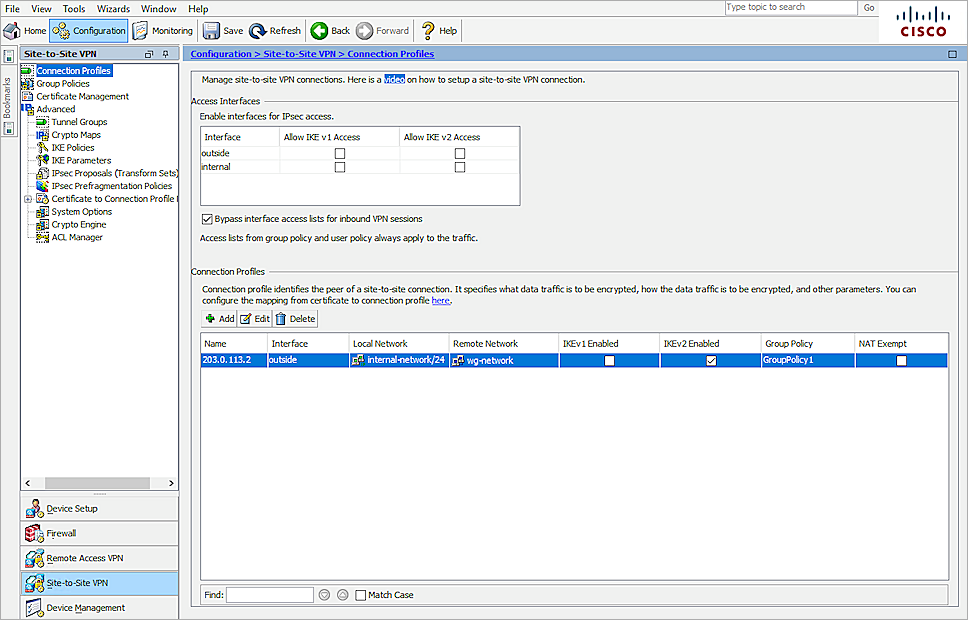 File View Tools Wizards Window Help
Type topic to search Go
Home Configuration Monitoring Save Refresh Back Forward Help
CISCO
Bookmarks
Site-to-Site VPN
Connection Profiles
Group Policies
Certificate Management
Advanced
Tunnel Groups
Crypto Maps
IKE Policies
IKE Parameters
IPsec Proposals (Transform Sets)
IPsec Prefragmentation Policies
Certificate to Connection Profile
System Options
Crypto Engine
ACL Manager
Device Setup
Firewall
Remote Access VPN
Site-to-Site VPN
Device Management
Configuration > Site-to-Site VPN > Connection Profiles
Manage site-to-site VPN connections. Here is a video on how to setup a site-to-site VPN connection.
Access Interfaces
Enable interfaces for IPsec access.
Interface Allow IKE v1 Access Allow IKE v2 Access
outside
internal
Bypass interface access lists for inbound VPN sessions
Access lists from group policy and user policy always apply to the traffic.
Connection Profiles
Connection profile identifies the peer of a site-to-site connection. It specifies what data traffic is to be encrypted, how the data traffic is to be encrypted, and other parameters. You can
configure the mapping from certificate to connection profile here.
Add Edit Delete
Name Interface Local Network Remote Network IKEv1 Enabled IKEv2 Enabled Group Policy NAT Exempt
203.0.113.2 outside internal-network/24 wg-network GroupPolicy1
Find: Match Case